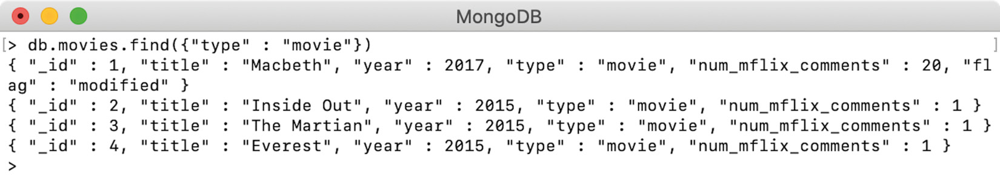 MongoDB
[> db.movies.find({"type" : "movie"}) ]
{ "_id" : 1, "title" : "Macbeth", "year" : 2017, "type" : "movie", "num_mflix_comments" : 20, "fl
ag" : "modified" }
{ "_id" : 2, "title" : "Inside Out", "year" : 2015, "type" : "movie", "num_mflix_comments" : 1 }
{ "_id" : 3, "title" : "The Martian", "year" : 2015, "type" : "movie", "num_mflix_comments" : 1 }
{ "_id" : 4, "title" : "Everest", "year" : 2015, "type" : "movie", "num_mflix_comments" : 1 }
>